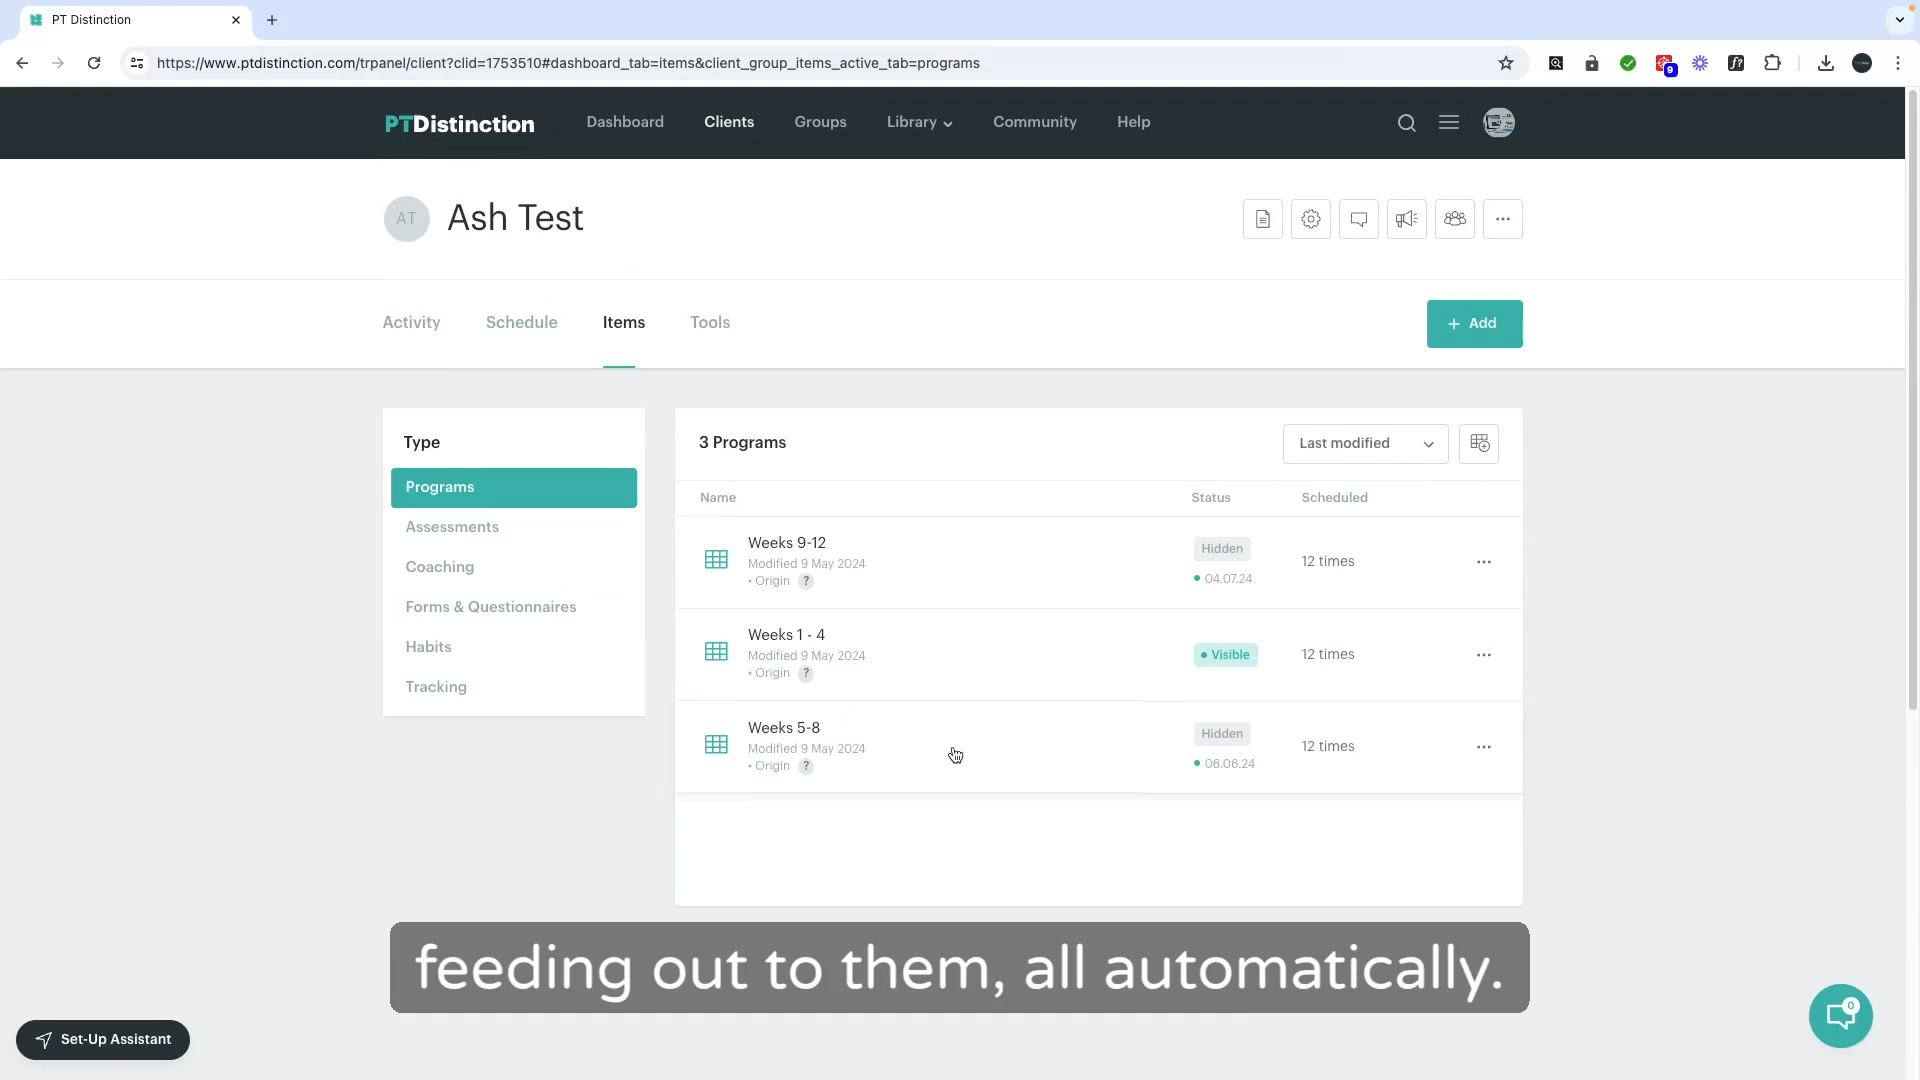 PT Distinction
https://www.ptdistinction.com/trpanel/client?clid=1753510#dashboard_tab=items&client_group_items_active_tab=programs
9
f?
PTDistinction
Dashboard
Clients
Groups
Library
Community
Help
AT
Ash Test
Activity
Schedule
Items
Tools
+ Add
Type
Programs
Assessments
Coaching
Forms & Questionnaires
Habits
Tracking
3 Programs
Last modified
Name
Status
Scheduled
Weeks 9-12
Modified 9 May 2024
• Origin ?
Hidden
04.07.24
12 times
Weeks 1 - 4
Modified 9 May 2024
• Origin ?
Visible
12 times
Weeks 5-8
Modified 9 May 2024
• Origin ?
Hidden
06.06.24
12 times
feeding out to them, all automatically.
Set-Up Assistant
0